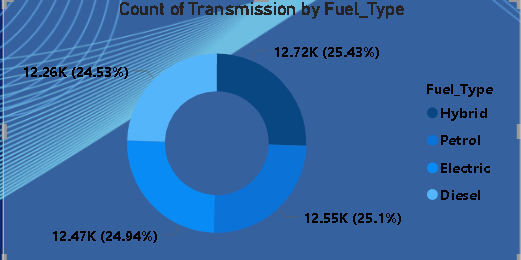 Count of Transmission by Fuel_Type
12.72K (25.43%)
12.26K (24.53%)
Fuel_Type
Hybrid
Petrol
Electric
Diesel
12.55K (25.1%)
12.47K (24.94%)